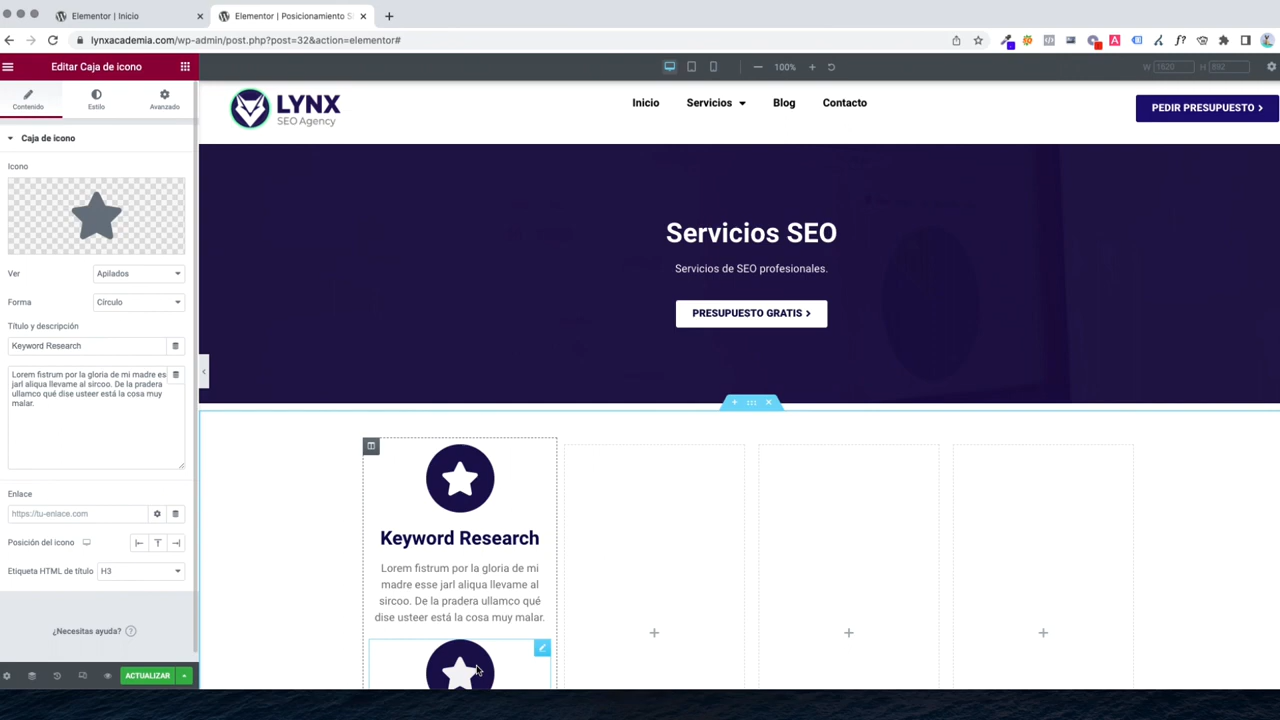 Elementor | Inicio
Elementor | Posicionamiento S
lynxacademia.com/wp-admin/post.php?post=32&action=elementor#
Editar Caja de icono
100%
W 1520 H 892
Contenido
Estilo
Avanzado
LYNX
SEO Agency
Inicio
Servicios
Blog
Contacto
PEDIR PRESUPUESTO
Caja de icono
Icono
Servicios SEO
Servicios de SEO profesionales.
PRESUPUESTO GRATIS
Ver
Apilados
Forma
Círculo
Título y descripción
Keyword Research
Lorem fistrum por la gloria de mi madre es
jarl aliqua llevame al sircoo. De la pradera
ullamco qué dise usteer está la cosa muy
malar.
Enlace
https://tu-enlace.com
Posición del icono
Etiqueta HTML de título
H3
¿Necesitas ayuda?
ACTUALIZAR
Keyword Research
Lorem fistrum por la gloria de mi
madre esse jarl aliqua llevame al
sircoo. De la pradera ullamco qué
dise usteer está la cosa muy malar.